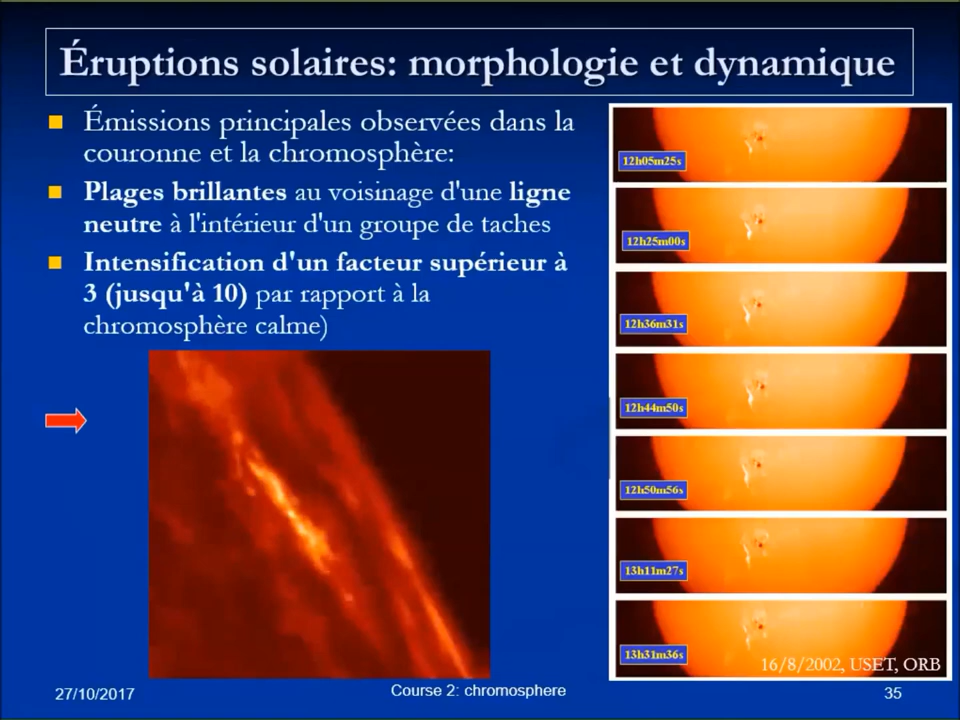 Éruptions solaires: morphologie et dynamique
Émissions principales observées dans la
couronne et la chromosphère:
Plages brillantes au voisinage d'une ligne
neutre à l'intérieur d'un groupe de taches
Intensification d'un facteur supérieur à
3 (jusqu'à 10) par rapport à la
chromosphère calme)
12h05m25s
12h25m00s
12h36m31s
12h44m50s
12h50m56s
13h11m27s
13h31m36s
16/8/2002, USET, ORB
27/10/2017
Course 2: chromosphere
35